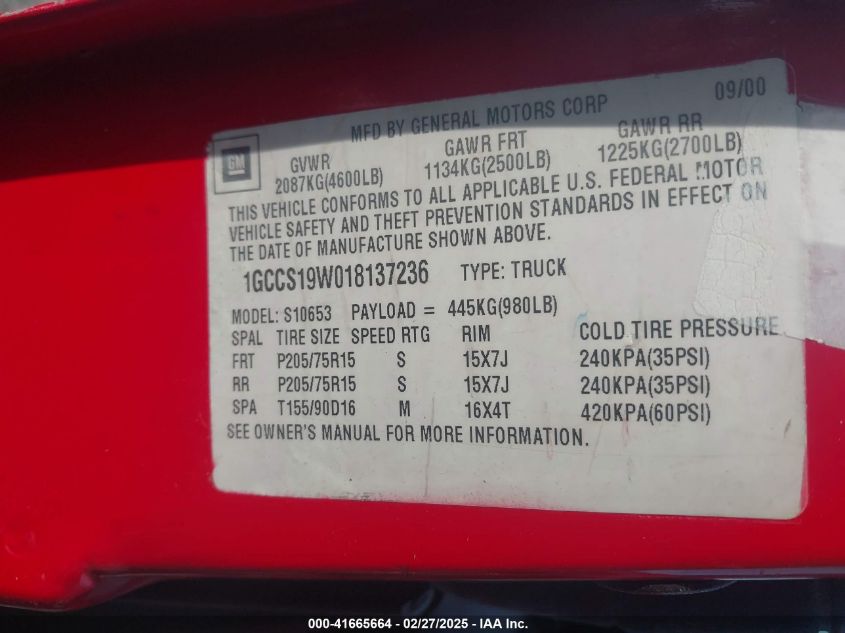 09/00
MFD BY GENERAL MOTORS CORP
GM
GVWR GAWR FRT GAWR RR
2087KG(4600LB) 1134KG(2500LB) 1225KG(2700LB)
THIS VEHICLE CONFORMS TO ALL APPLICABLE U.S. FEDERAL MOTOR
VEHICLE SAFETY AND THEFT PREVENTION STANDARDS IN EFFECT ON
THE DATE OF MANUFACTURE SHOWN ABOVE.
1GCCS19W018137236 TYPE: TRUCK
MODEL: S10653 PAYLOAD = 445KG(980LB)
SPAL TIRE SIZE SPEED RTG RIM COLD TIRE PRESSURE
FRT P205/75R15 S 15X7J 240KPA(35PSI)
RR P205/75R15 S 15X7J 240KPA(35PSI)
SPA T155/90D16 M 16X4T 420KPA(60PSI)
SEE OWNER'S MANUAL FOR MORE INFORMATION.
000-41665664 - 02/27/2025 - IAA Inc.